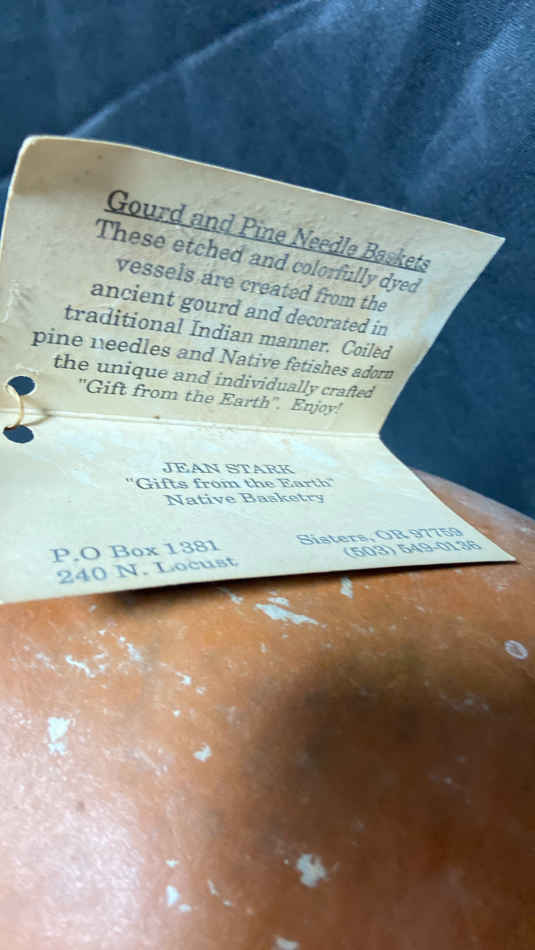 Gourd and Pine Needle Baskets
These etched and colorfully dyed
vessels are created from the
ancient gourd and decorated in
traditional Indian manner. Coiled
pine needles and Native fetishes adorn
the unique and individually crafted
"Gift from the Earth". Enjoy!
JEAN STARK
"Gifts from the Earth"
Native Basketry
P.O Box 1381
240 N. Locust
Sisters, OR 97759
(503) 549-0136